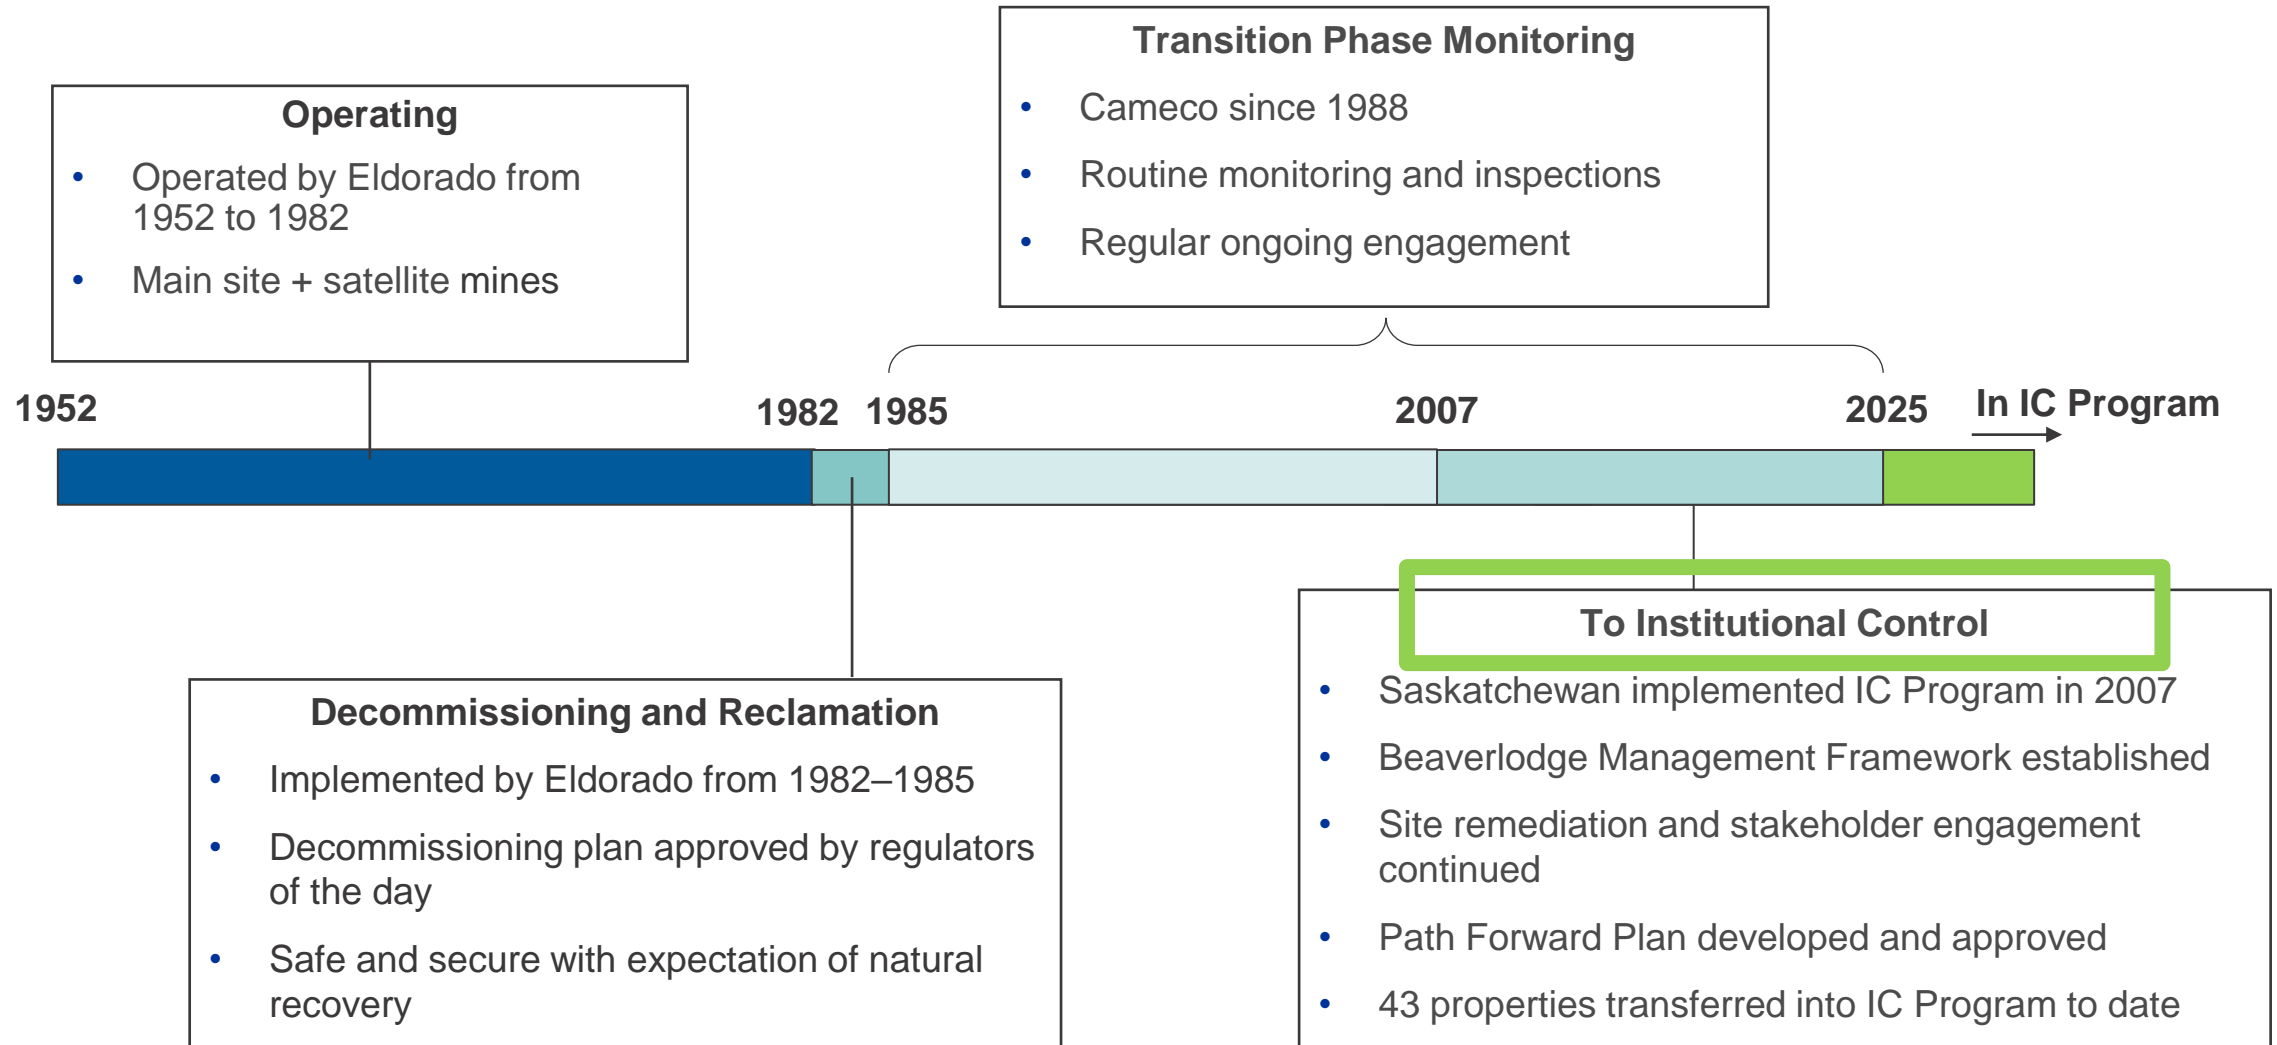 Transition Phase Monitoring
• Cameco since 1988
• Routine monitoring and inspections
• Regular ongoing engagement
Operating
• Operated by Eldorado from
1952 to 1982
• Main site + satellite mines
1952
1982
1985
2007
2025
In IC Program
Decommissioning and Reclamation
• Implemented by Eldorado from 1982–1985
• Decommissioning plan approved by regulators
of the day
• Safe and secure with expectation of natural
recovery
To Institutional Control
• Saskatchewan implemented IC Program in 2007
• Beaverlodge Management Framework established
• Site remediation and stakeholder engagement
continued
• Path Forward Plan developed and approved
• 43 properties transferred into IC Program to date